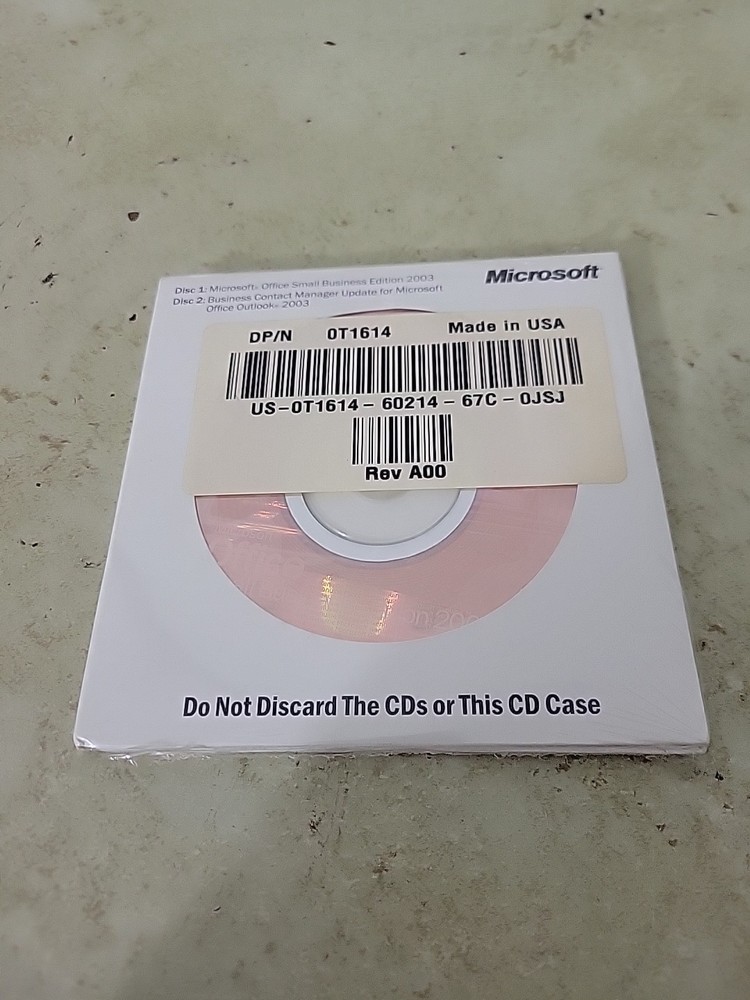 Disc 1: Microsoft® Office Small Business Edition 2003
Disc 2: Business Contact Manager Update for Microsoft
Office Outlook® 2003
Microsoft®
DP/N 0T1614 Made in USA
US-0T1614-60214-67C-0JSJ
Rev A00
Do Not Discard The CDs or This CD Case